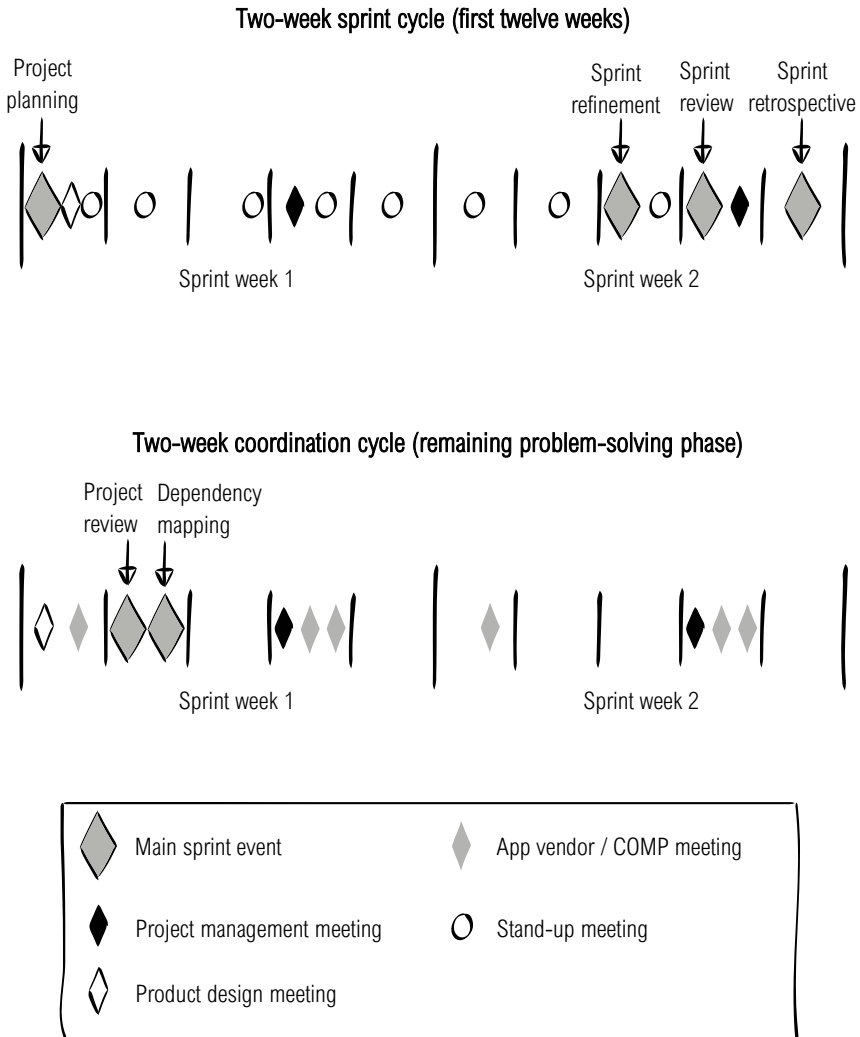 Two-week sprint cycle (first twelve weeks)
Project
planning
Sprint
refinement
Sprint
review
Sprint
retrospective
Sprint week 1
Sprint week 2
Two-week coordination cycle (remaining problem-solving phase)
Project
review
Dependency
mapping
Sprint week 1
Sprint week 2
Main sprint event
App vendor / COMP meeting
Project management meeting
Stand-up meeting
Product design meeting